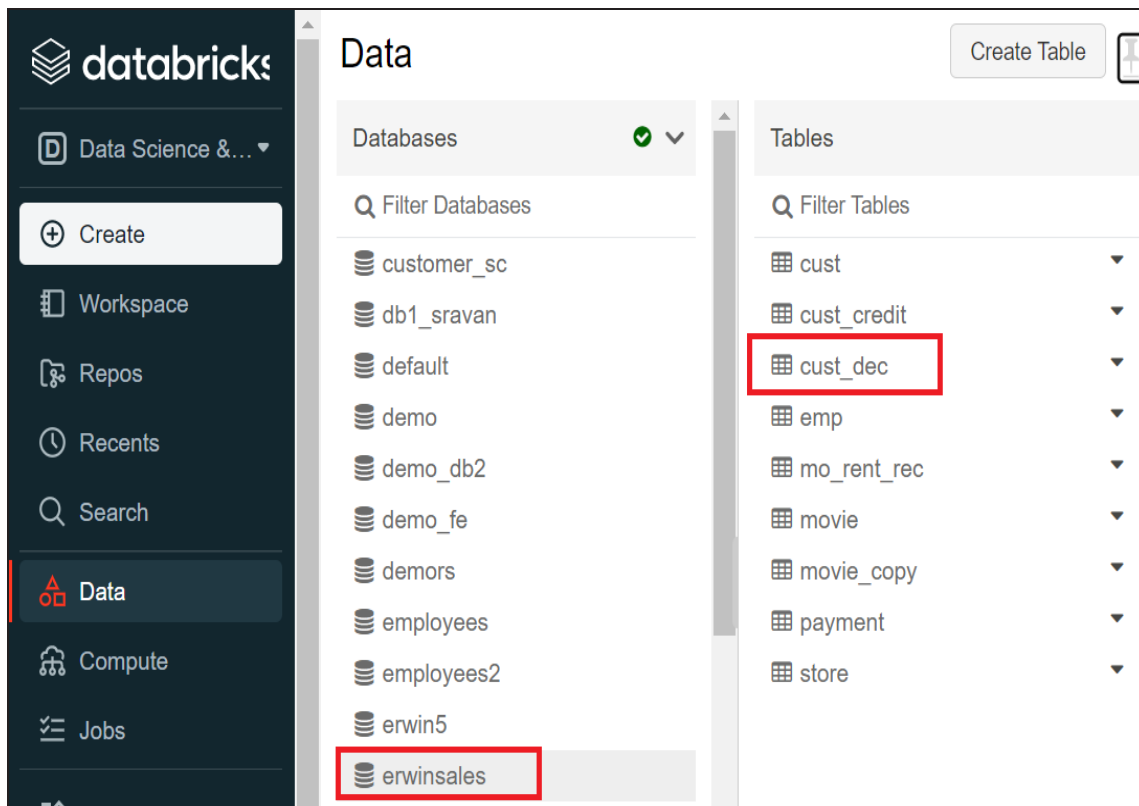 databricks
D Data Science &...
Create
Workspace
Repos
Recents
Search
Data
Compute
Jobs
Data
Create Table
Databases
Filter Databases
customer_sc
db1_sravan
default
demo
demo_db2
demo_fe
demors
employees
employees2
erwin5
erwinsales
Tables
Filter Tables
cust
cust_credit
cust_dec
emp
mo_rent_rec
movie
movie_copy
payment
store